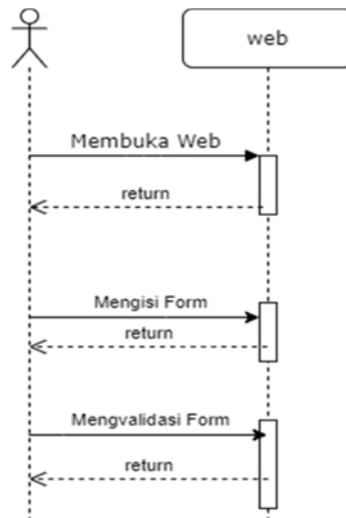 web
Membuka Web
return
Mengisi Form
return
Mengvalidasi Form
return